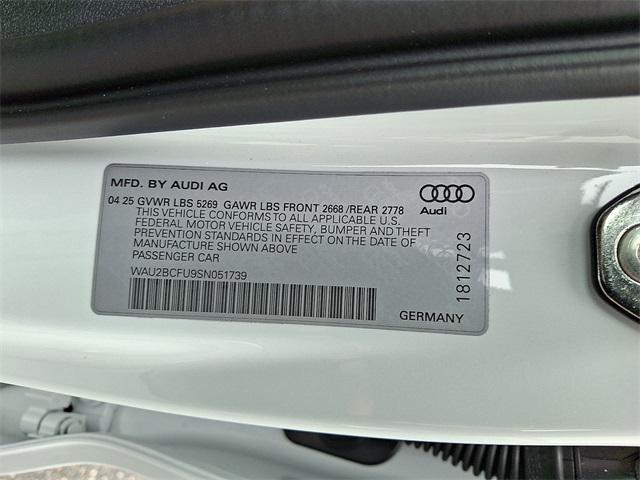 MFD. BY AUDI AG
Audi
04 25 GVWR LBS 5269 GAWR LBS FRONT 2668 /REAR 2778
THIS VEHICLE CONFORMS TO ALL APPLICABLE U.S.
FEDERAL MOTOR VEHICLE SAFETY, BUMPER AND THEFT
PREVENTION STANDARDS IN EFFECT ON THE DATE OF
MANUFACTURE SHOWN ABOVE
PASSENGER CAR
WAU2BCFU9SN051739
GERMANY
1812723